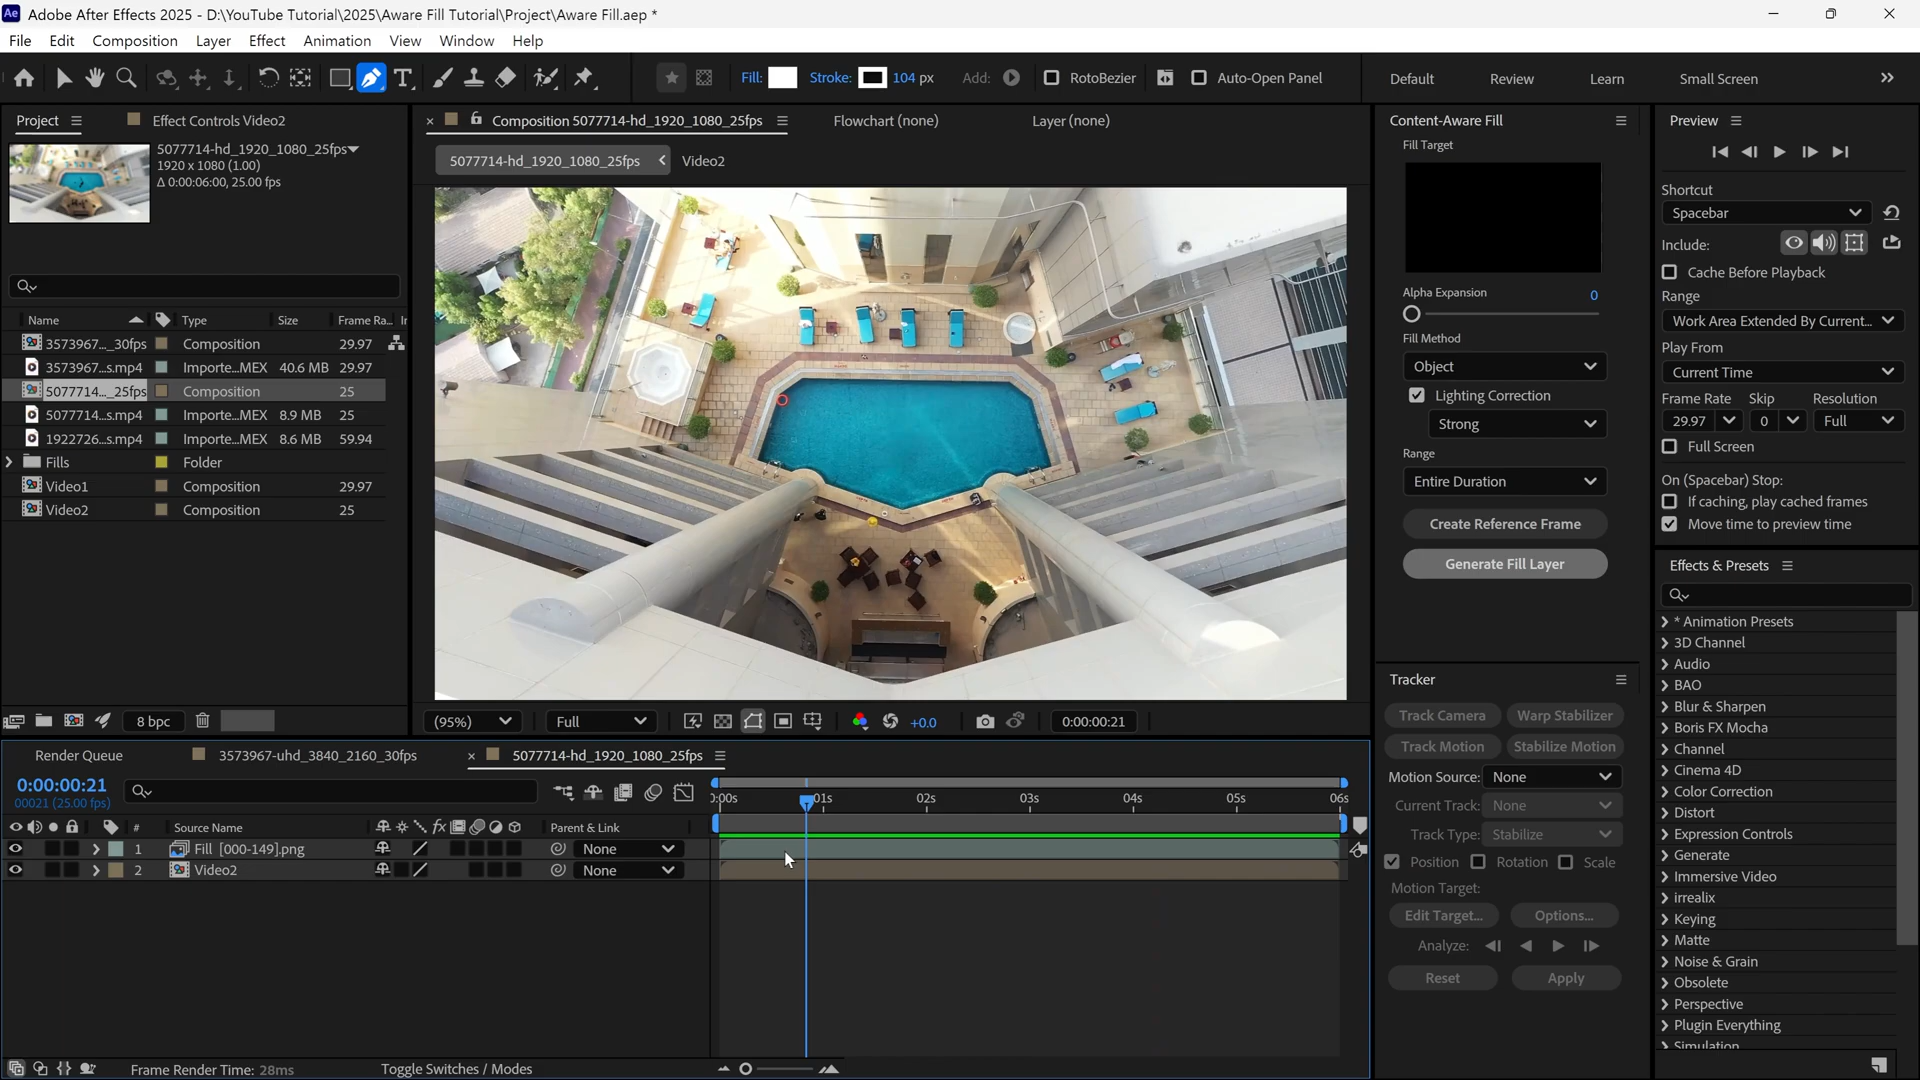 Adobe After Effects 2025 - D:\YouTube Tutorial\2025\Aware Fill Tutorial\Project\Aware Fill.aep *
File Edit Composition Layer Effect Animation View Window Help
Fill: Stroke: 104 px Add: RotoBezier Auto-Open Panel Default Review Learn Small Screen
Project
Effect Controls Video2
5077714-hd_1920_1080_25fps
1920 x 1080 (1.00)
Δ 0:00:06:00, 25.00 fps
Name Type Size Frame Ra...
3573967..._30fps Composition 29.97
3573967...s.mp4 Importe...MEX 40.6 MB 29.97
5077714..._25fps Composition 25
5077714...s.mp4 Importe...MEX 8.9 MB 25
1922726...s.mp4 Importe...MEX 8.6 MB 59.94
Fills Folder
Video1 Composition 29.97
Video2 Composition 25
8 bpc
Composition 5077714-hd_1920_1080_25fps
Flowchart (none)
Layer (none)
5077714-hd_1920_1080_25fps Video2
(95%) Full +0.0 0:00:00:21
Content-Aware Fill
Fill Target
Alpha Expansion 0
Fill Method
Object
Lighting Correction
Strong
Range
Entire Duration
Create Reference Frame
Generate Fill Layer
Tracker
Track Camera Warp Stabilizer
Track Motion Stabilize Motion
Motion Source: None
Current Track: None
Track Type: Stabilize
Position Rotation Scale
Motion Target:
Edit Target... Options...
Analyze:
Reset Apply
Preview
Shortcut
Spacebar
Include:
Cache Before Playback
Range
Work Area Extended By Current...
Play From
Current Time
Frame Rate Skip Resolution
29.97 0 Full
Full Screen
On (Spacebar) Stop:
If caching, play cached frames
Move time to preview time
Effects & Presets
* Animation Presets
3D Channel
Audio
BAO
Blur & Sharpen
Boris FX Mocha
Channel
Cinema 4D
Color Correction
Distort
Expression Controls
Generate
Immersive Video
irrealix
Keying
Matte
Noise & Grain
Obsolete
Perspective
Plugin Everything
Simulation
Render Queue
3573967-uhd_3840_2160_30fps
5077714-hd_1920_1080_25fps
0:00:00:21
00021 (25.00 fps)
0:00s 01s 02s 03s 04s 05s 06s
# Source Name Parent & Link
1 Fill [000-149].png None
2 Video2 None
Frame Render Time: 28ms
Toggle Switches / Modes